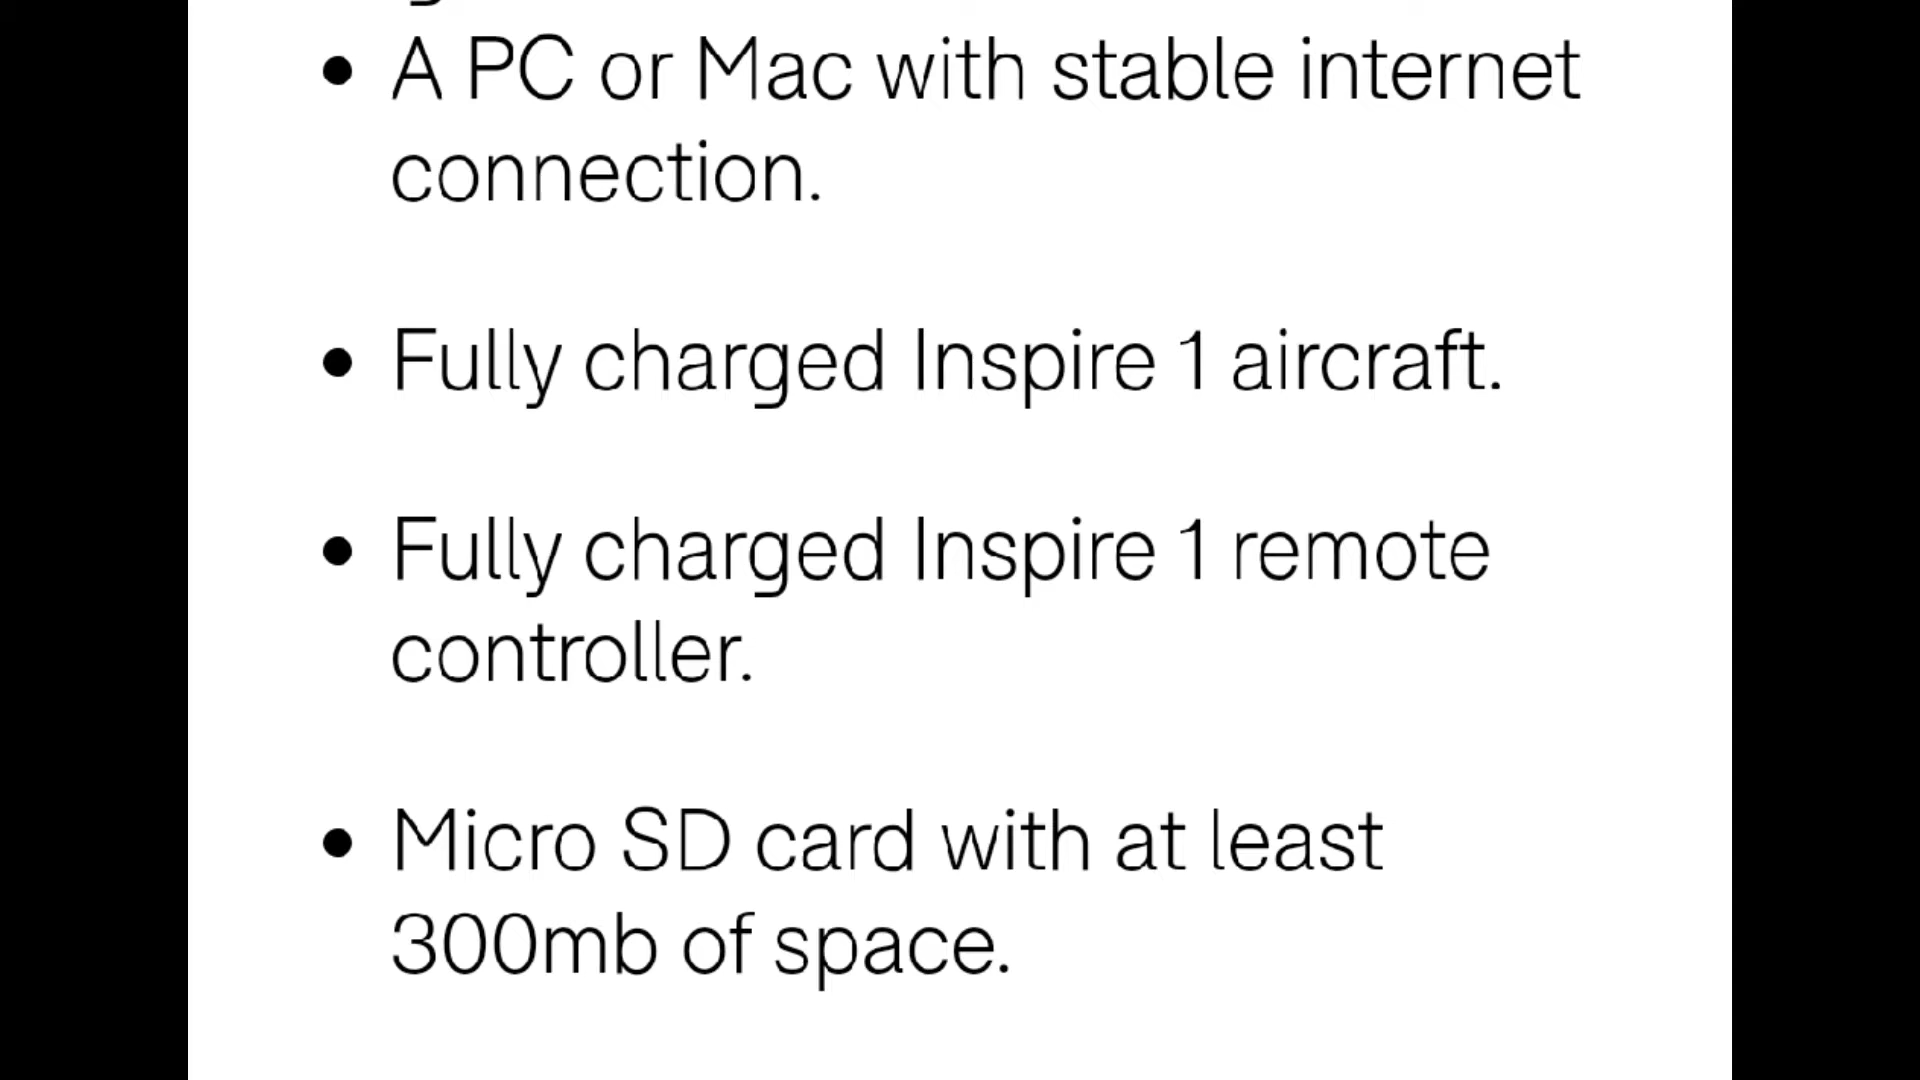 • A PC or Mac with stable internet
connection.
• Fully charged Inspire 1 aircraft.
• Fully charged Inspire 1 remote
controller.
• Micro SD card with at least
300mb of space.